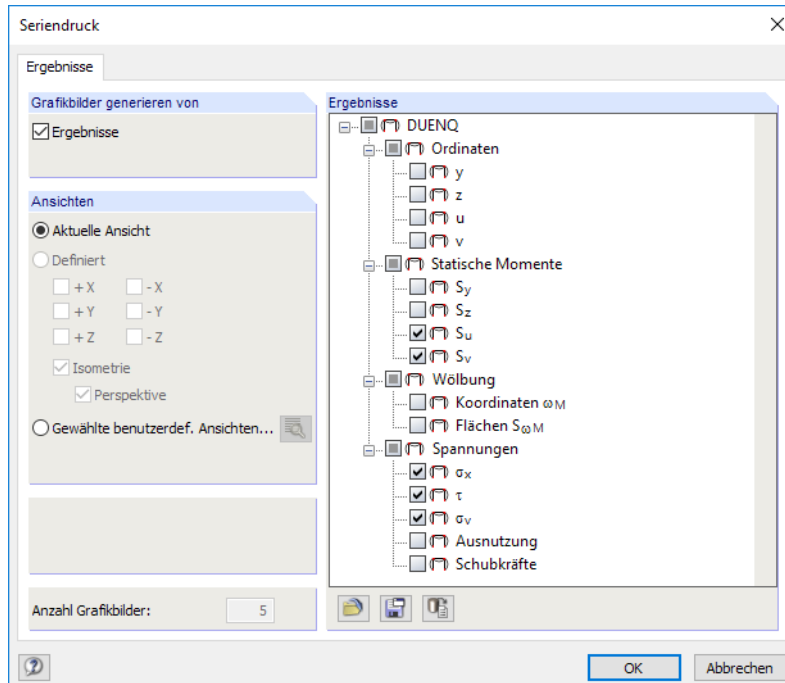 Seriendruck
Ergebnisse
Grafikbilder generieren von
Ergebnisse
Ansichten
Aktuelle Ansicht
Definiert
+ X
- X
+ Y
- Y
+ Z
- Z
Isometrie
Perspektive
Gewählte benutzerdef. Ansichten...
Anzahl Grafikbilder:
5
Ergebnisse
DUENQ
Ordinaten
y
z
u
v
Statische Momente
Sy
Sz
Su
Sv
Wölbung
Koordinaten ωM
Flächen SωM
Spannungen
σx
τ
σv
Ausnutzung
Schubkräfte
OK
Abbrechen